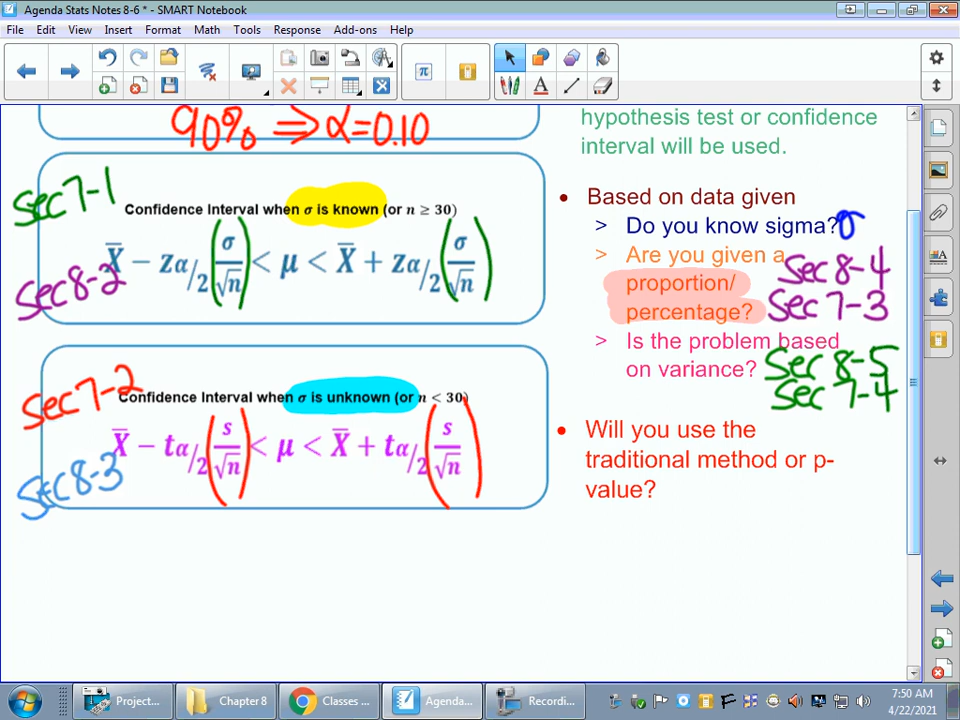 Agenda Stats Notes 8-6 * - SMART Notebook
File Edit View Insert Format Math Tools Response Add-ons Help
90% ⇒ α=0.10
sec 7-1
Confidence Interval when σ is known (or n ≥ 30)
X̄ − zα/2 (σ/√n) < μ < X̄ + zα/2 (σ/√n)
sec 8-2
sec 7-2
Confidence Interval when σ is unknown (or n < 30)
X̄ − tα/2 (s/√n) < μ < X̄ + tα/2 (s/√n)
sec 8-3
hypothesis test or confidence
interval will be used.
• Based on data given
> Do you know sigma? σ
> Are you given a
proportion/
percentage?
sec 8-4
sec 7-3
> Is the problem based
on variance?
sec 8-5
sec 7-4
• Will you use the
traditional method or p-
value?
Project... Chapter 8 Classes ... Agenda... Recordi...
7:50 AM
4/22/2021